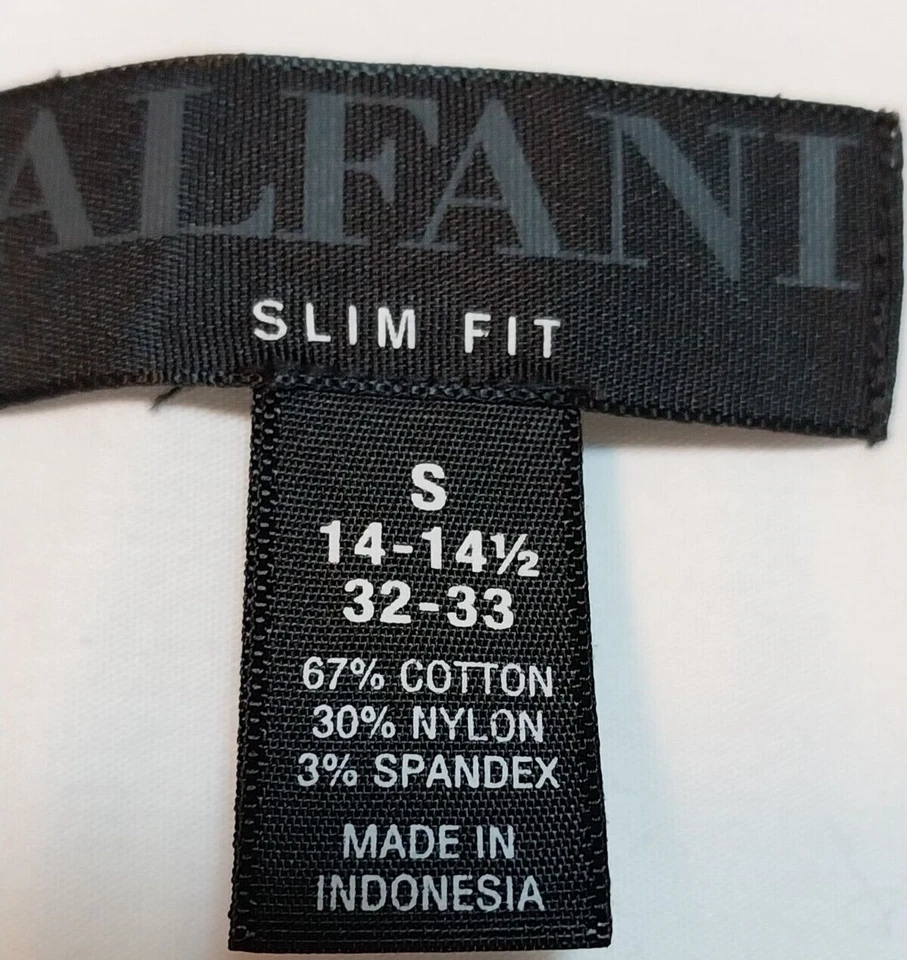 ALFANI
SLIM FIT
S
14-14½
32-33
67% COTTON
30% NYLON
3% SPANDEX
MADE IN
INDONESIA